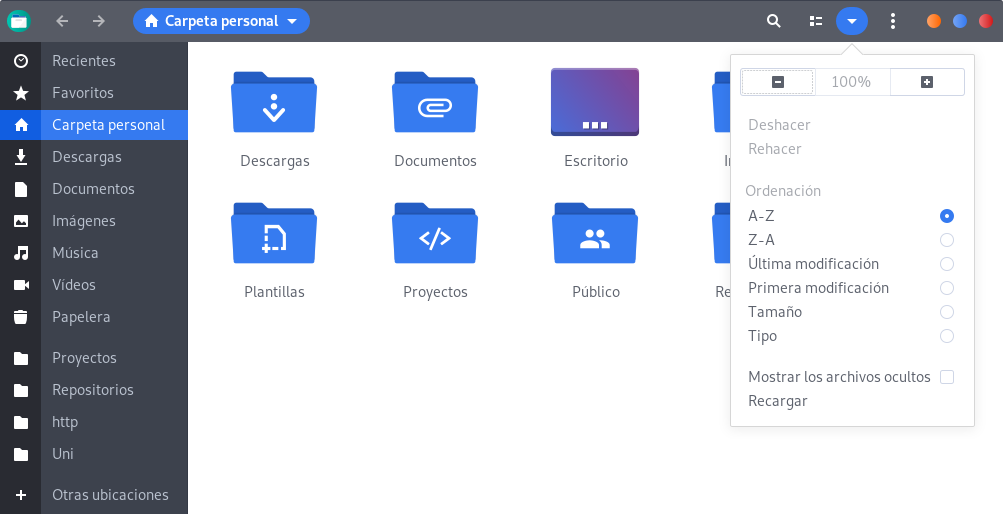 Carpeta personal
Recientes
Favoritos
Carpeta personal
Descargas
Documentos
Imágenes
Música
Vídeos
Papelera
Proyectos
Repositorios
http
Uni
Otras ubicaciones
Descargas
Documentos
Escritorio
Plantillas
Proyectos
Público
Re
100%
Deshacer
Rehacer
Ordenación
A-Z
Z-A
Última modificación
Primera modificación
Tamaño
Tipo
Mostrar los archivos ocultos
Recargar